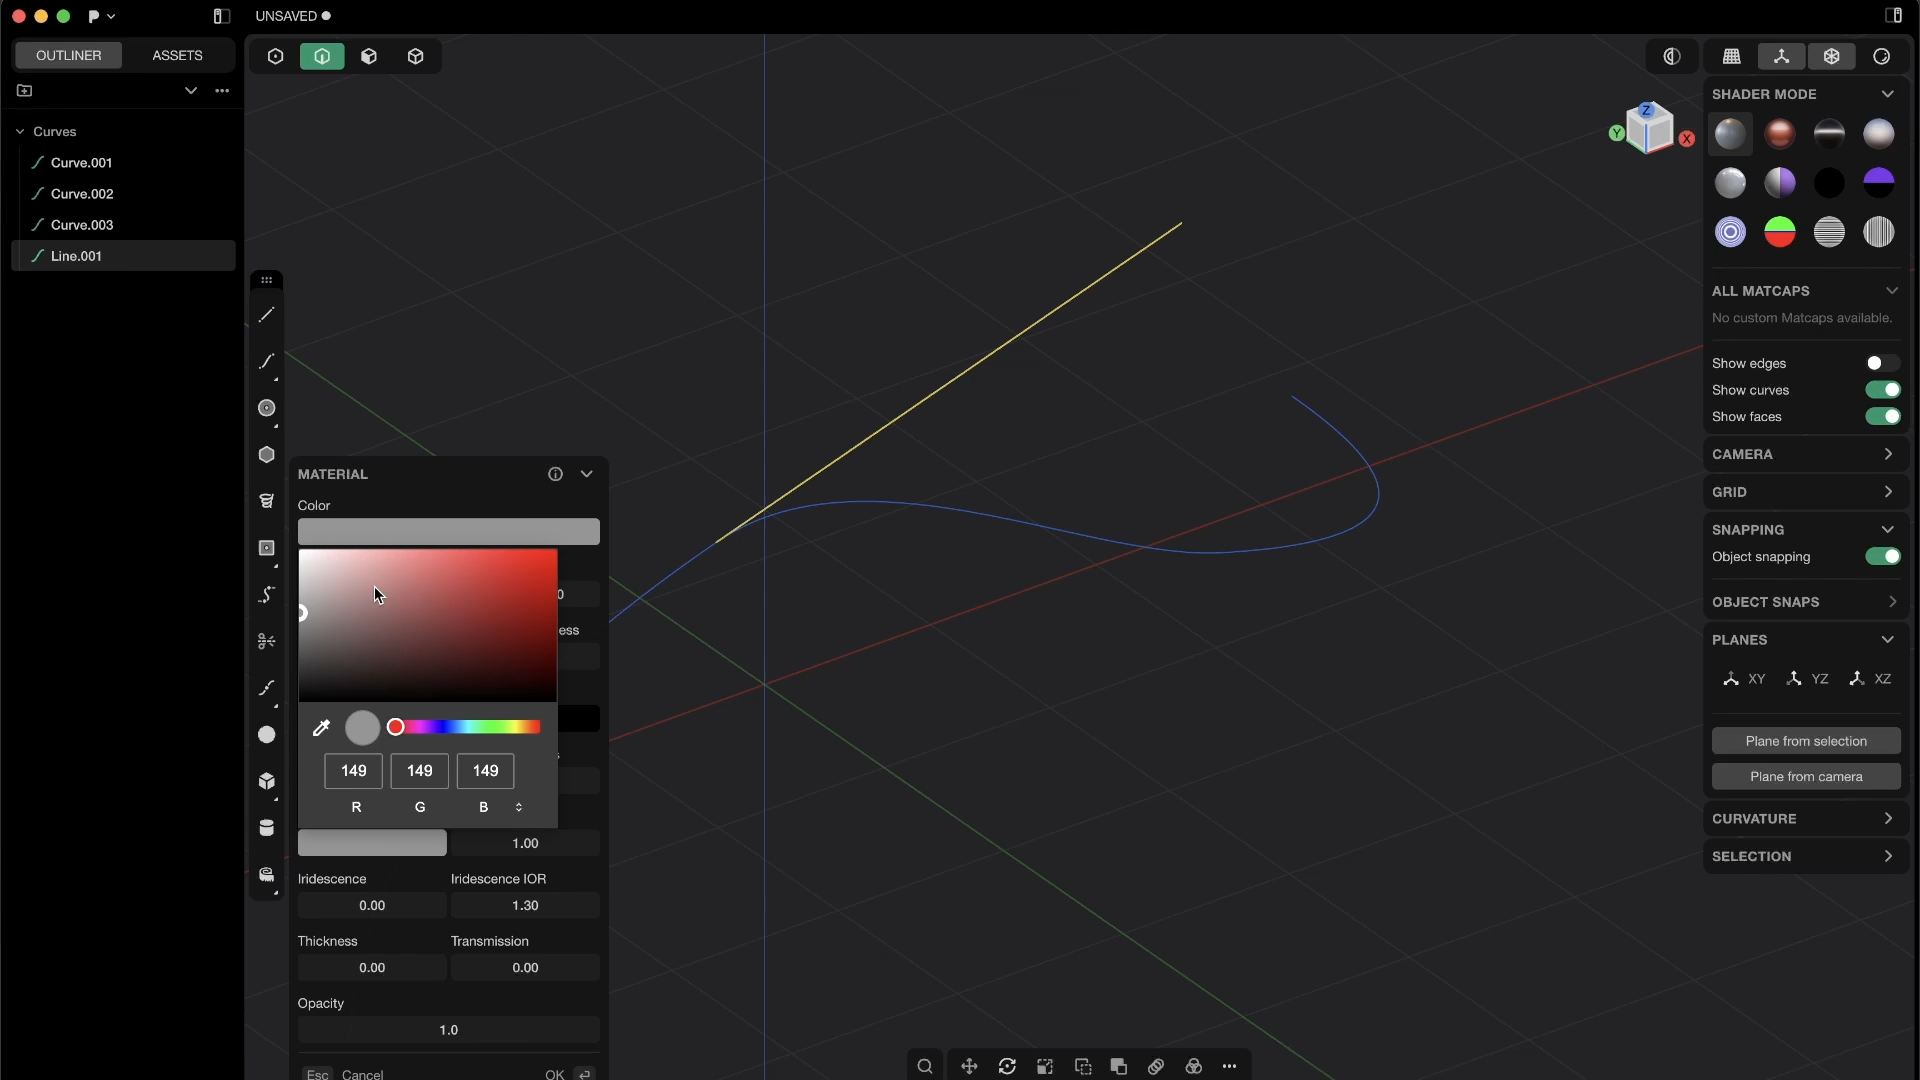 UNSAVED
OUTLINER
ASSETS
Curves
Curve.001
Curve.002
Curve.003
Line.001
MATERIAL
Color
0
ess
149
149
149
R
G
B
1.00
Iridescence
Iridescence IOR
0.00
1.30
Thickness
Transmission
0.00
0.00
Opacity
1.0
Esc
Cancel
OK
Z
Y
X
SHADER MODE
ALL MATCAPS
No custom Matcaps available.
Show edges
Show curves
Show faces
CAMERA
GRID
SNAPPING
Object snapping
OBJECT SNAPS
PLANES
XY
YZ
XZ
Plane from selection
Plane from camera
CURVATURE
SELECTION